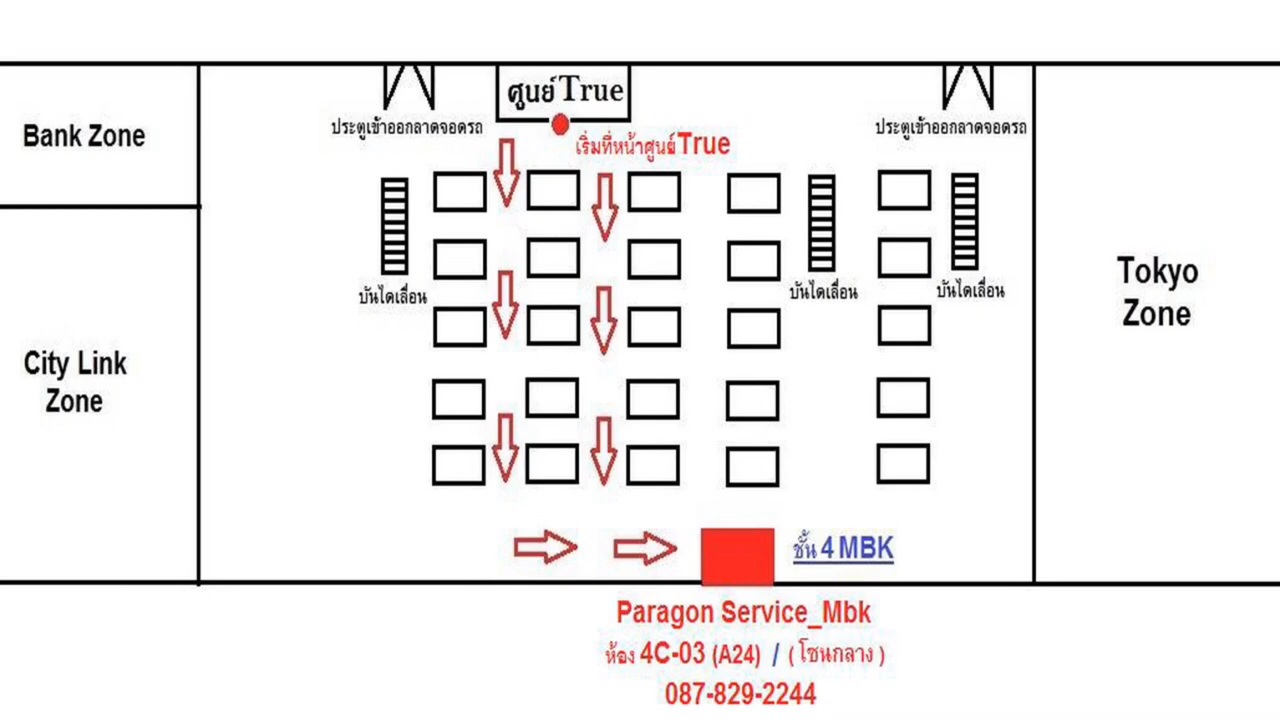 ศูนย์True
ประตูเข้าออกลาดจอดรถ
ประตูเข้าออกลาดจอดรถ
Bank Zone
เริ่มที่หน้าศูนย์True
บันไดเลื่อน
บันไดเลื่อน
บันไดเลื่อน
Tokyo
Zone
City Link
Zone
ชั้น 4 MBK
Paragon Service_Mbk
ห้อง 4C-03 (A24) / (โซนกลาง)
087-829-2244